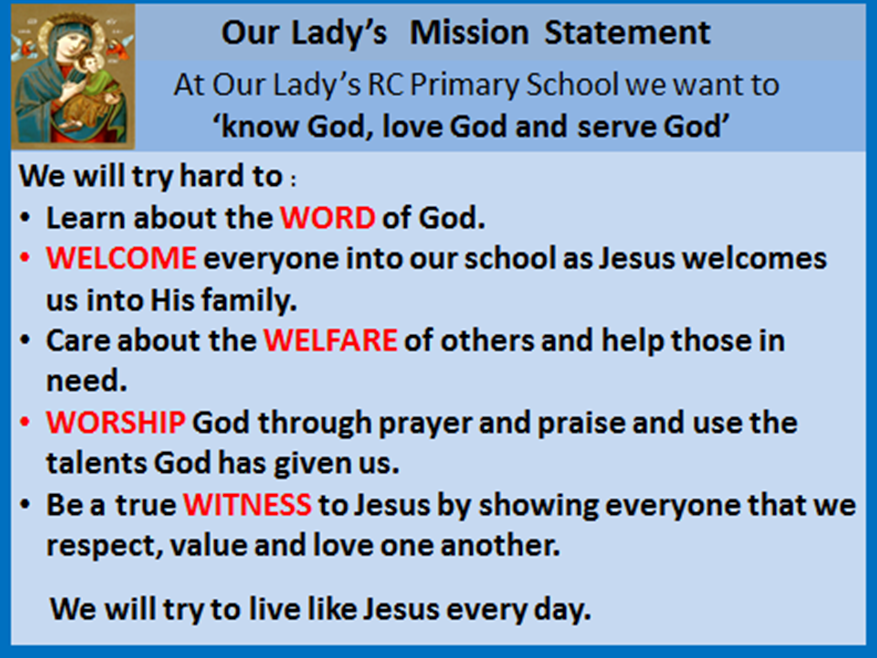 Our Lady’s Mission Statement
At Our Lady’s RC Primary School we want to
‘know God, love God and serve God’
We will try hard to :
• Learn about the WORD of God.
• WELCOME everyone into our school as Jesus welcomes
us into His family.
• Care about the WELFARE of others and help those in
need.
• WORSHIP God through prayer and praise and use the
talents God has given us.
• Be a true WITNESS to Jesus by showing everyone that we
respect, value and love one another.
We will try to live like Jesus every day.